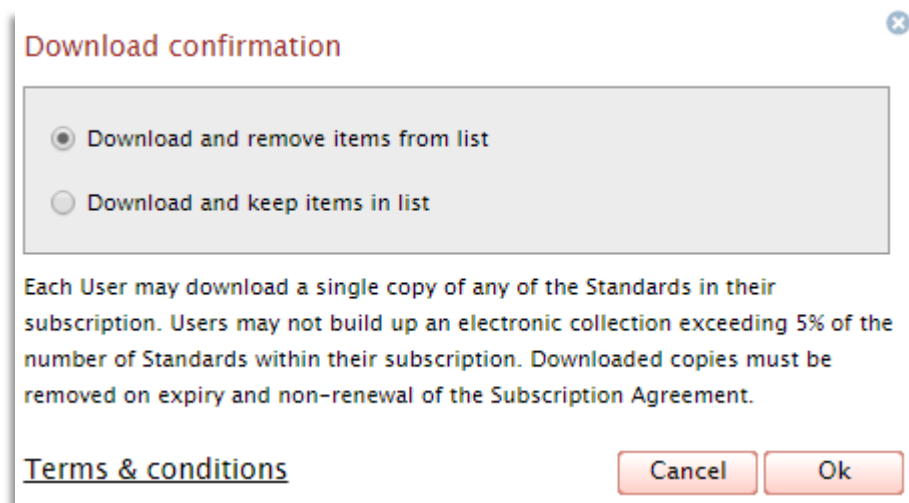 Download confirmation
Download and remove items from list
Download and keep items in list
Each User may download a single copy of any of the Standards in their
subscription. Users may not build up an electronic collection exceeding 5% of the
number of Standards within their subscription. Downloaded copies must be
removed on expiry and non-renewal of the Subscription Agreement.
Terms & conditions
Cancel
Ok